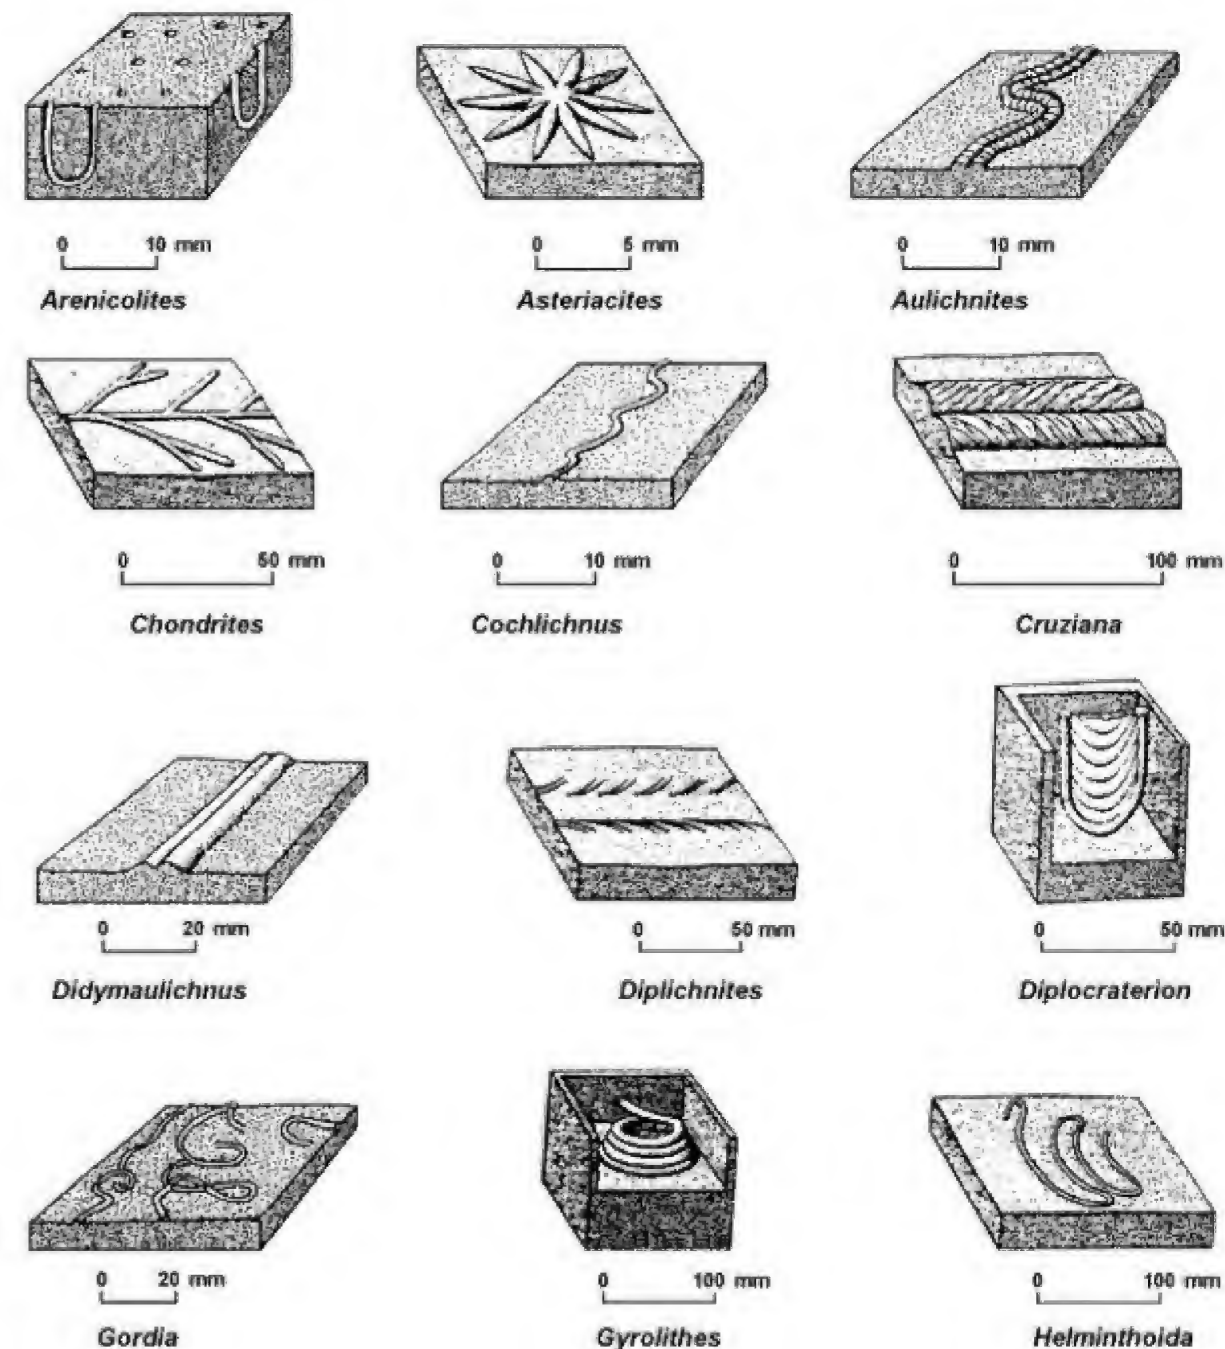 0 10 mm
Arenicolites
0 5 mm
Asteriacites
0 10 mm
Aulichnites
0 50 mm
Chondrites
0 10 mm
Cochlichnus
0 100 mm
Cruziana
0 20 mm
Didymaulichnus
0 50 mm
Diplichnites
0 50 mm
Diplocraterion
0 20 mm
Gordia
0 100 mm
Gyrolithes
0 100 mm
Helminthoida